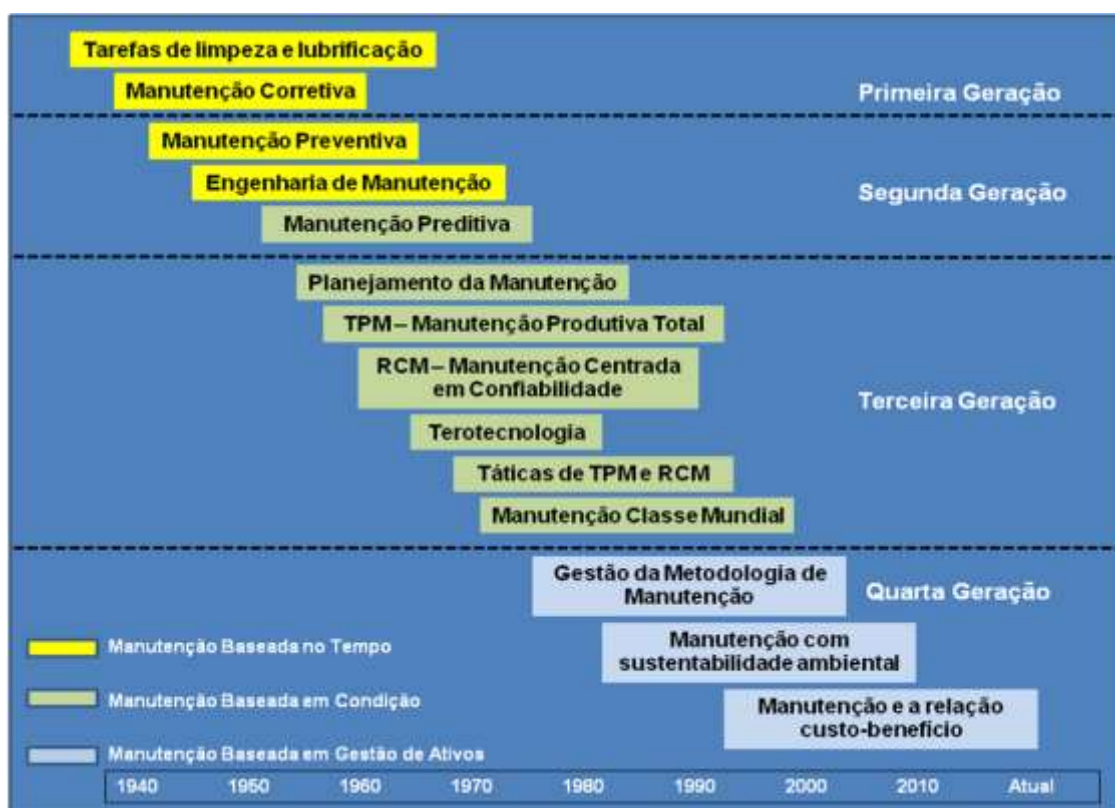 Tarefas de limpeza e lubrificação
Manutenção Corretiva
Primeira Geração
Manutenção Preventiva
Engenharia de Manutenção
Segunda Geração
Manutenção Preditiva
Planejamento da Manutenção
TPM – Manutenção Produtiva Total
RCM – Manutenção Centrada
em Confiabilidade
Terceira Geração
Terotecnologia
Táticas de TPM e RCM
Manutenção Classe Mundial
Gestão da Metodologia de
Manutenção
Quarta Geração
Manutenção com
sustentabilidade ambiental
Manutenção e a relação
custo-benefício
Manutenção Baseada no Tempo
Manutenção Baseada em Condição
Manutenção Baseada em Gestão de Ativos
1940 1950 1960 1970 1980 1990 2000 2010 Atual